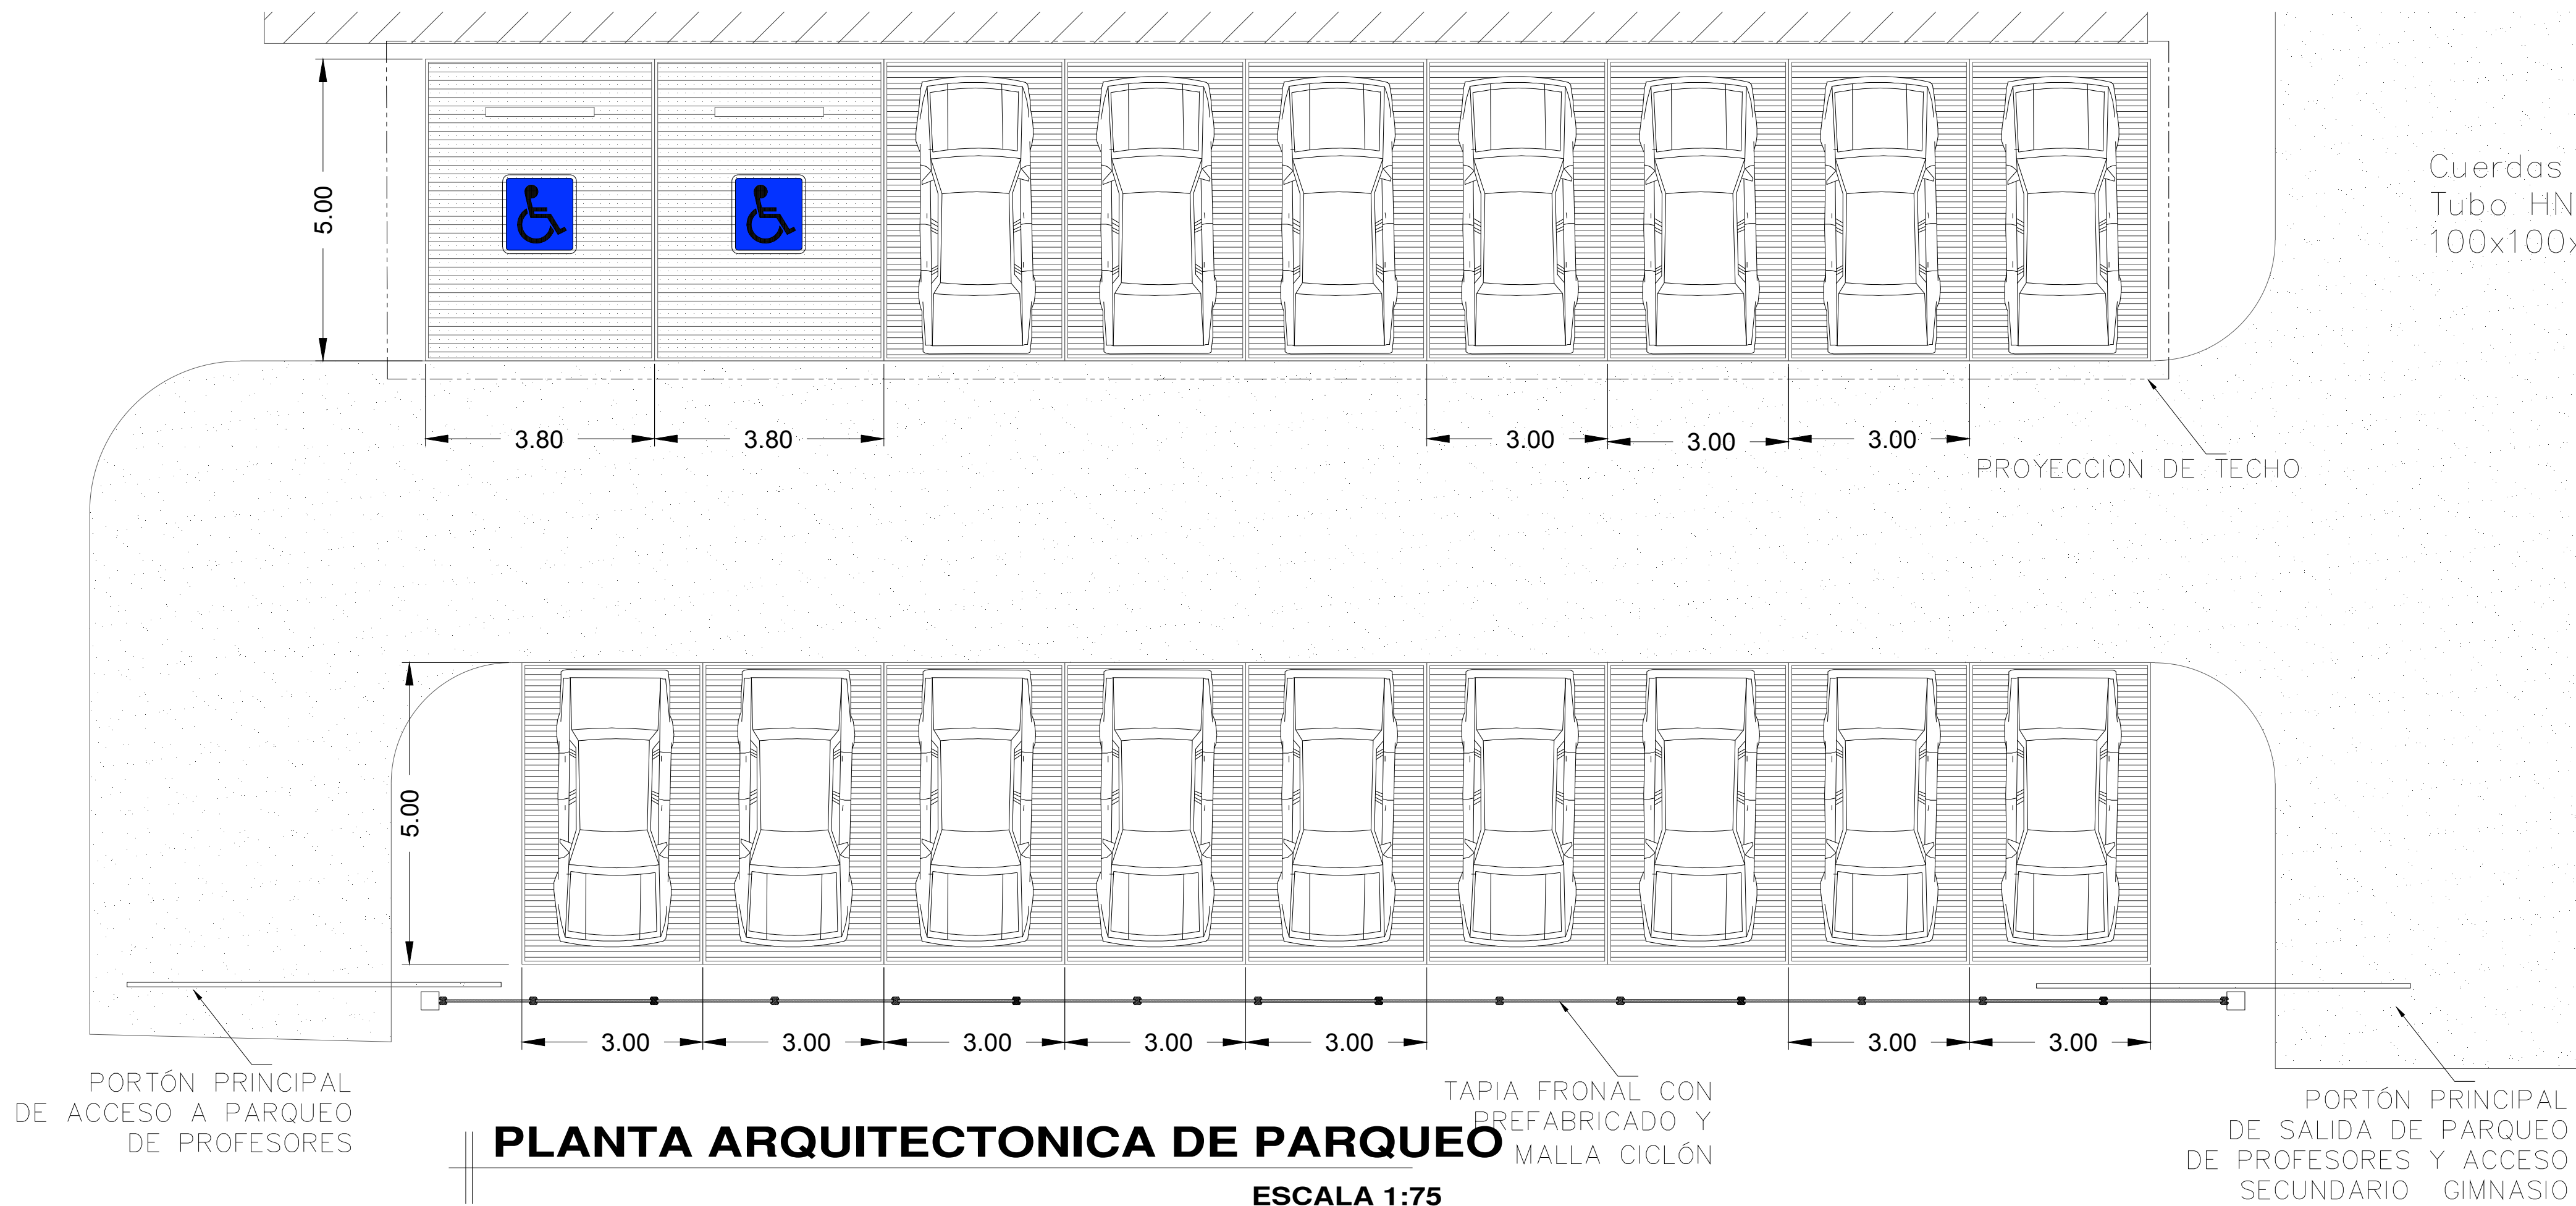 5.00
Cuerdas
Tubo HN
100x100x
3.80
3.80
3.00
3.00
3.00
PROYECCION DE TECHO
5.00
3.00
3.00
3.00
3.00
3.00
3.00
3.00
PORTÓN PRINCIPAL
DE ACCESO A PARQUEO
DE PROFESORES
TAPIA FRONAL CON
PREFABRICADO Y
MALLA CICLÓN
PORTÓN PRINCIPAL
DE SALIDA DE PARQUEO
DE PROFESORES Y ACCESO
SECUNDARIO GIMNASIO
PLANTA ARQUITECTONICA DE PARQUEO
ESCALA 1:75